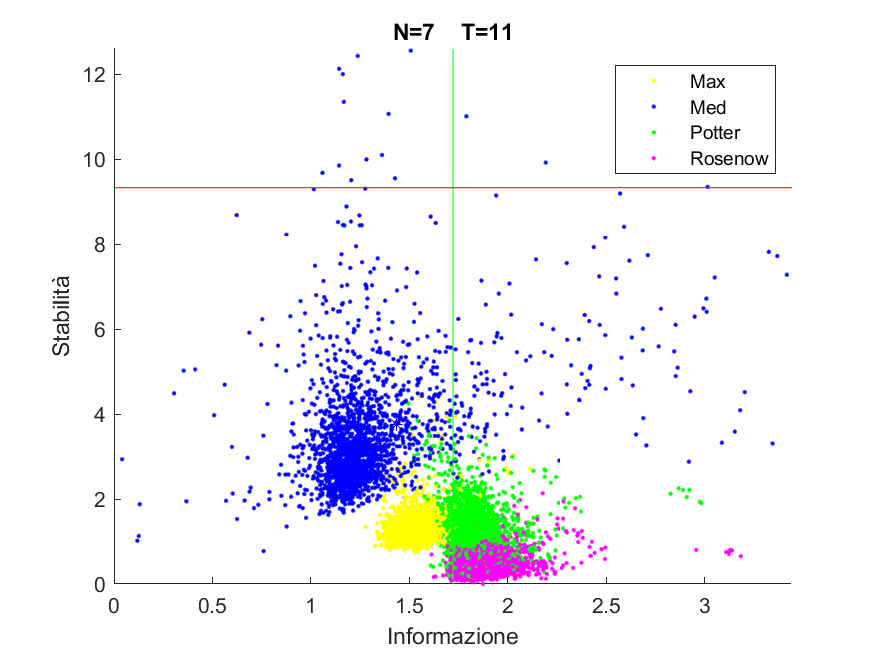 N=7 T=11
Max
Med
Potter
Rosenow
12
10
8
6
4
2
0
Stabilità
0
0.5
1
1.5
2
2.5
3
Informazione